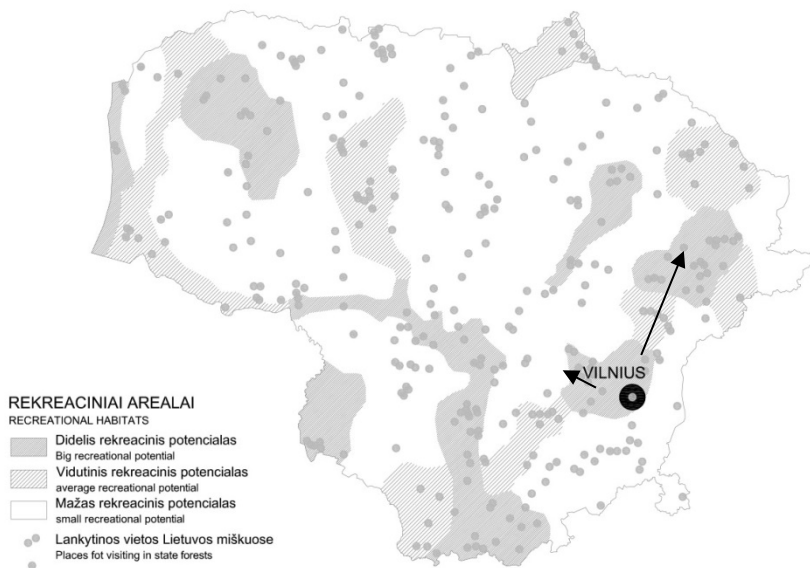 VILNIUS
REKREACINIAI AREALAI
RECREATIONAL HABITATS
Didelis rekreacinis potencialas
Big recreational potential
Vidutinis rekreacinis potencialas
average recreational potential
Mažas rekreacinis potencialas
small recreational potential
Lankytinos vietos Lietuvos miškuose
Places fot visiting in state forests